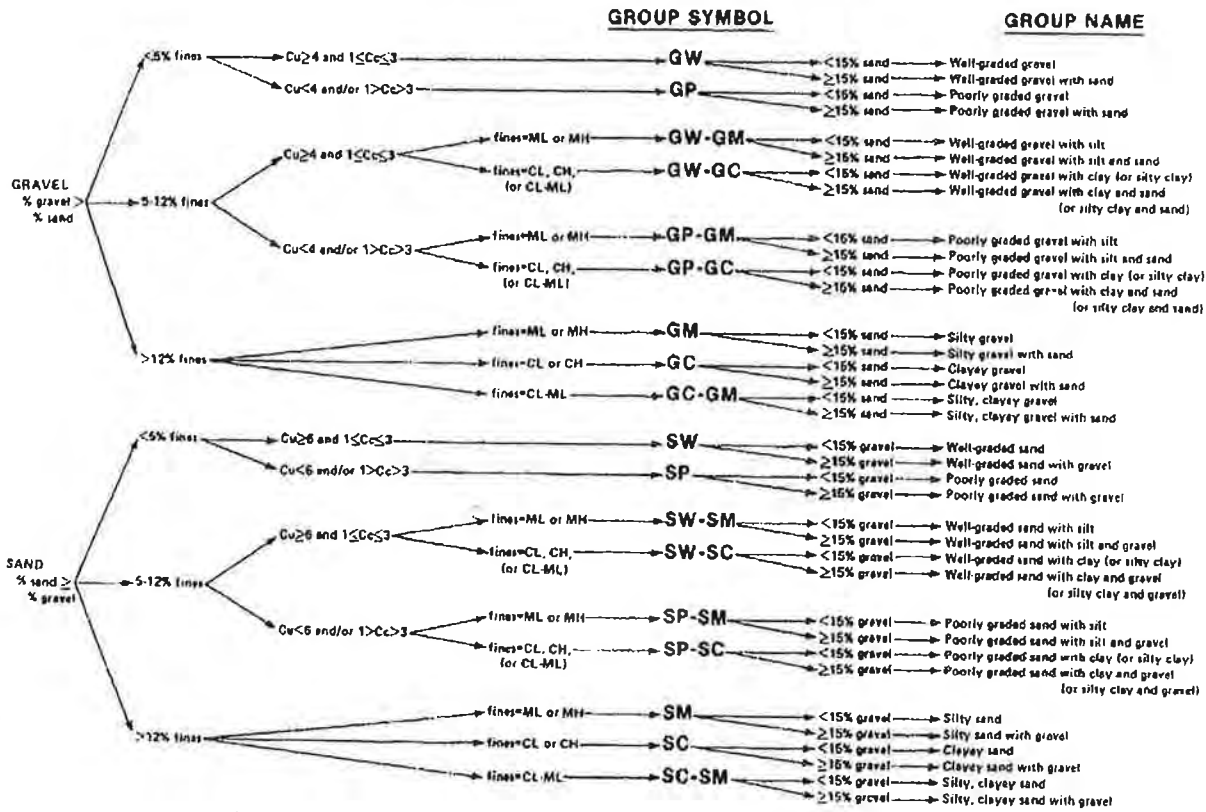 GROUP SYMBOL
GROUP NAME
GRAVEL
% gravel >
% sand
<5% fines
Cu≥4 and 1≤Cc≤3
GW
<15% sand
Well-graded gravel
≥15% sand
Well-graded gravel with sand
Cu<4 and/or 1>Cc>3
GP
<15% sand
Poorly graded gravel
≥15% sand
Poorly graded gravel with sand
5-12% fines
Cu≥4 and 1≤Cc≤3
fines=ML or MH
GW-GM
<15% sand
Well-graded gravel with silt
≥15% sand
Well-graded gravel with silt and sand
fines=CL, CH,
(or CL-ML)
GW-GC
<15% sand
Well-graded gravel with clay (or silty clay)
≥15% sand
Well-graded gravel with clay and sand
(or silty clay and sand)
Cu<4 and/or 1>Cc>3
fines=ML or MH
GP-GM
<15% sand
Poorly graded gravel with silt
≥15% sand
Poorly graded gravel with silt and sand
fines=CL, CH,
(or CL-ML)
GP-GC
<15% sand
Poorly graded gravel with clay (or silty clay)
≥15% sand
Poorly graded gravel with clay and sand
(or silty clay and sand)
>12% fines
fines=ML or MH
GM
<15% sand
Silty gravel
≥15% sand
Silty gravel with sand
fines=CL or CH
GC
<15% sand
Clayey gravel
≥15% sand
Clayey gravel with sand
fines=CL-ML
GC-GM
<15% sand
Silty, clayey gravel
≥15% sand
Silty, clayey gravel with sand
SAND
% sand ≥
% gravel
<5% fines
Cu≥6 and 1≤Cc≤3
SW
<15% gravel
Well-graded sand
≥15% gravel
Well-graded sand with gravel
Cu<6 and/or 1>Cc>3
SP
<15% gravel
Poorly graded sand
≥15% gravel
Poorly graded sand with gravel
5-12% fines
Cu≥6 and 1≤Cc≤3
fines=ML or MH
SW-SM
<15% gravel
Well-graded sand with silt
≥15% gravel
Well-graded sand with silt and gravel
fines=CL, CH,
(or CL-ML)
SW-SC
<15% gravel
Well-graded sand with clay (or silty clay)
≥15% gravel
Well-graded sand with clay and gravel
(or silty clay and gravel)
Cu<6 and/or 1>Cc>3
fines=ML or MH
SP-SM
<15% gravel
Poorly graded sand with silt
≥15% gravel
Poorly graded sand with silt and gravel
fines=CL, CH,
(or CL-ML)
SP-SC
<15% gravel
Poorly graded sand with clay (or silty clay)
≥15% gravel
Poorly graded sand with clay and gravel
(or silty clay and gravel)
>12% fines
fines=ML or MH
SM
<15% gravel
Silty sand
≥15% gravel
Silty sand with gravel
fines=CL or CH
SC
<15% gravel
Clayey sand
≥15% gravel
Clayey sand with gravel
fines=CL-ML
SC-SM
<15% gravel
Silty, clayey sand
≥15% gravel
Silty, clayey sand with gravel